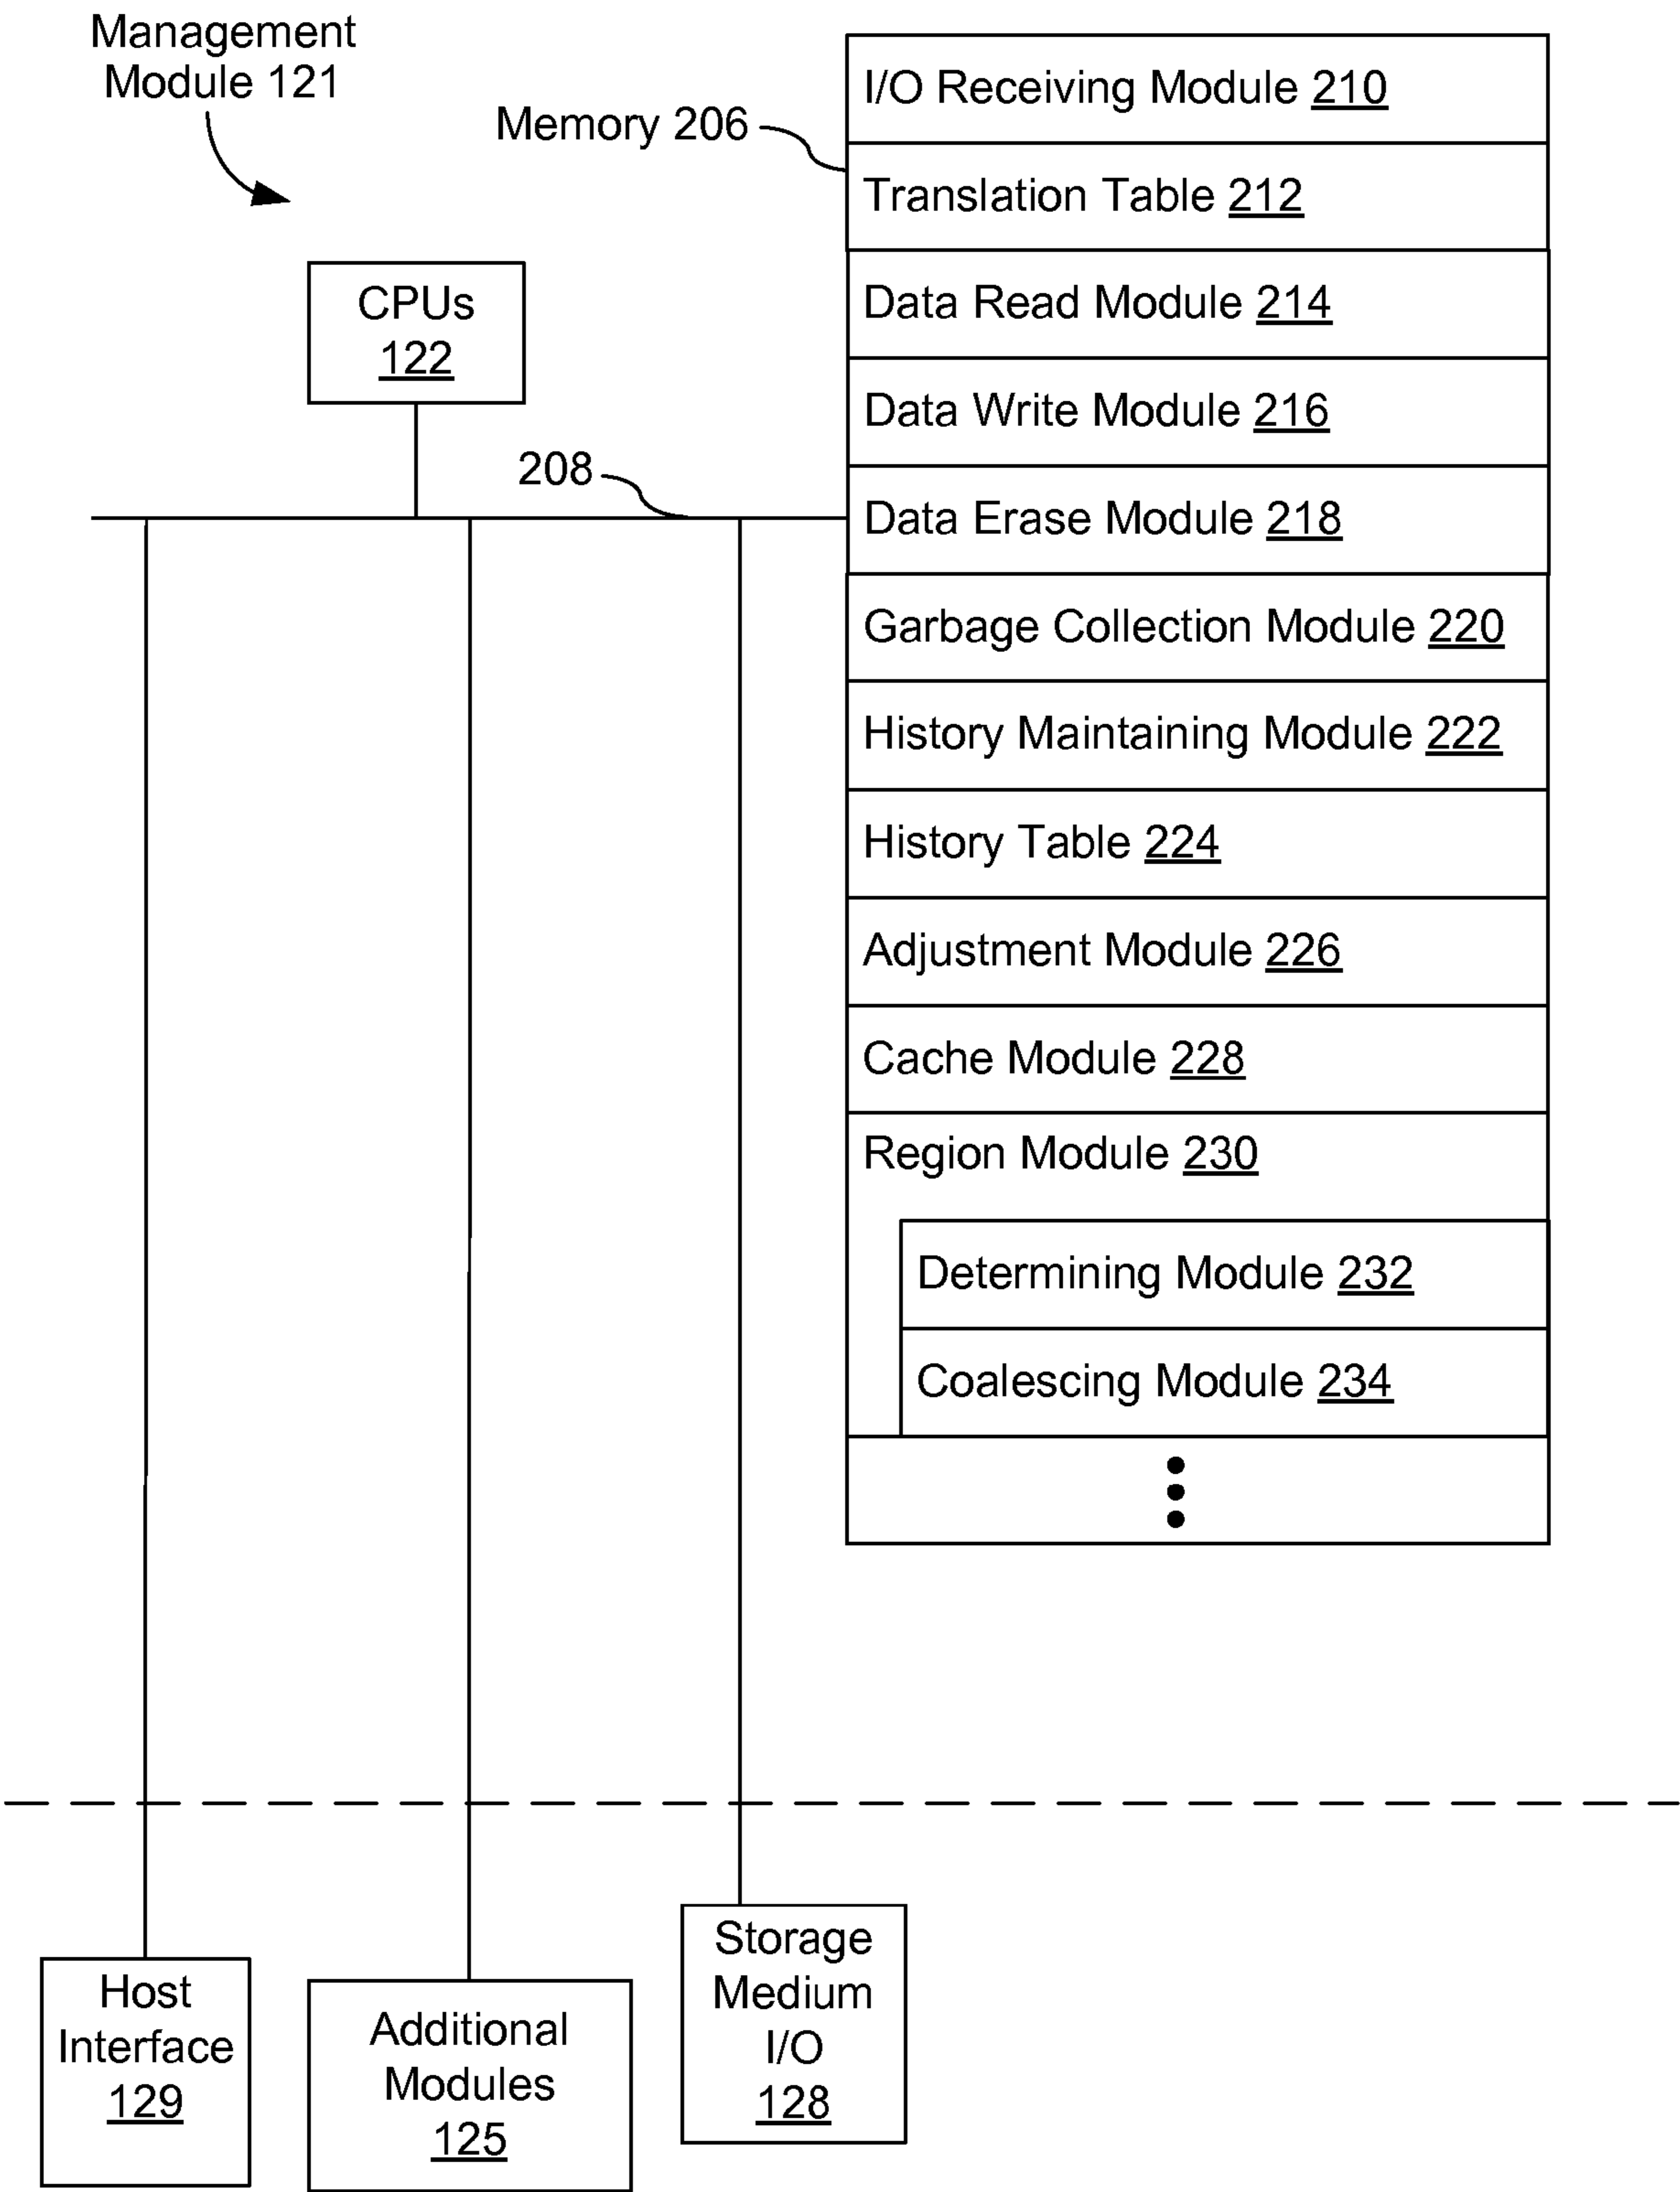 Management
Module 121
Memory 206
I/O Receiving Module 210
Translation Table 212
Data Read Module 214
Data Write Module 216
Data Erase Module 218
Garbage Collection Module 220
History Maintaining Module 222
History Table 224
Adjustment Module 226
Cache Module 228
Region Module 230
Determining Module 232
Coalescing Module 234
CPUs
122
208
Host
Interface
129
Additional
Modules
125
Storage
Medium
I/O
128